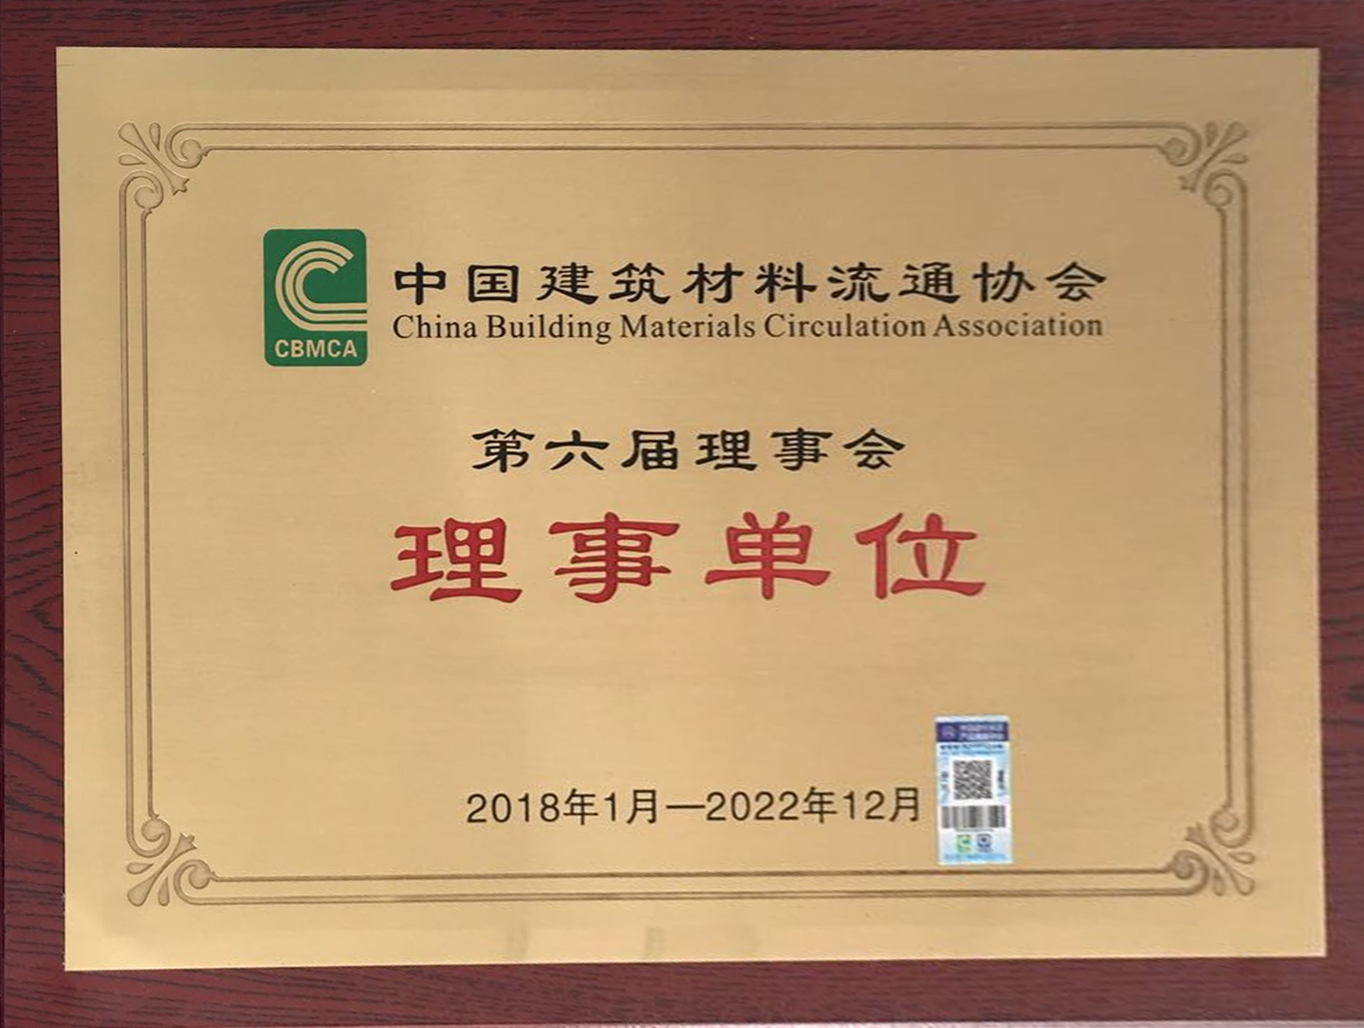 中国建筑材料流通协会
China Building Materials Circulation Association
CBMCA
第六届理事会
理事单位
2018年1月—2022年12月